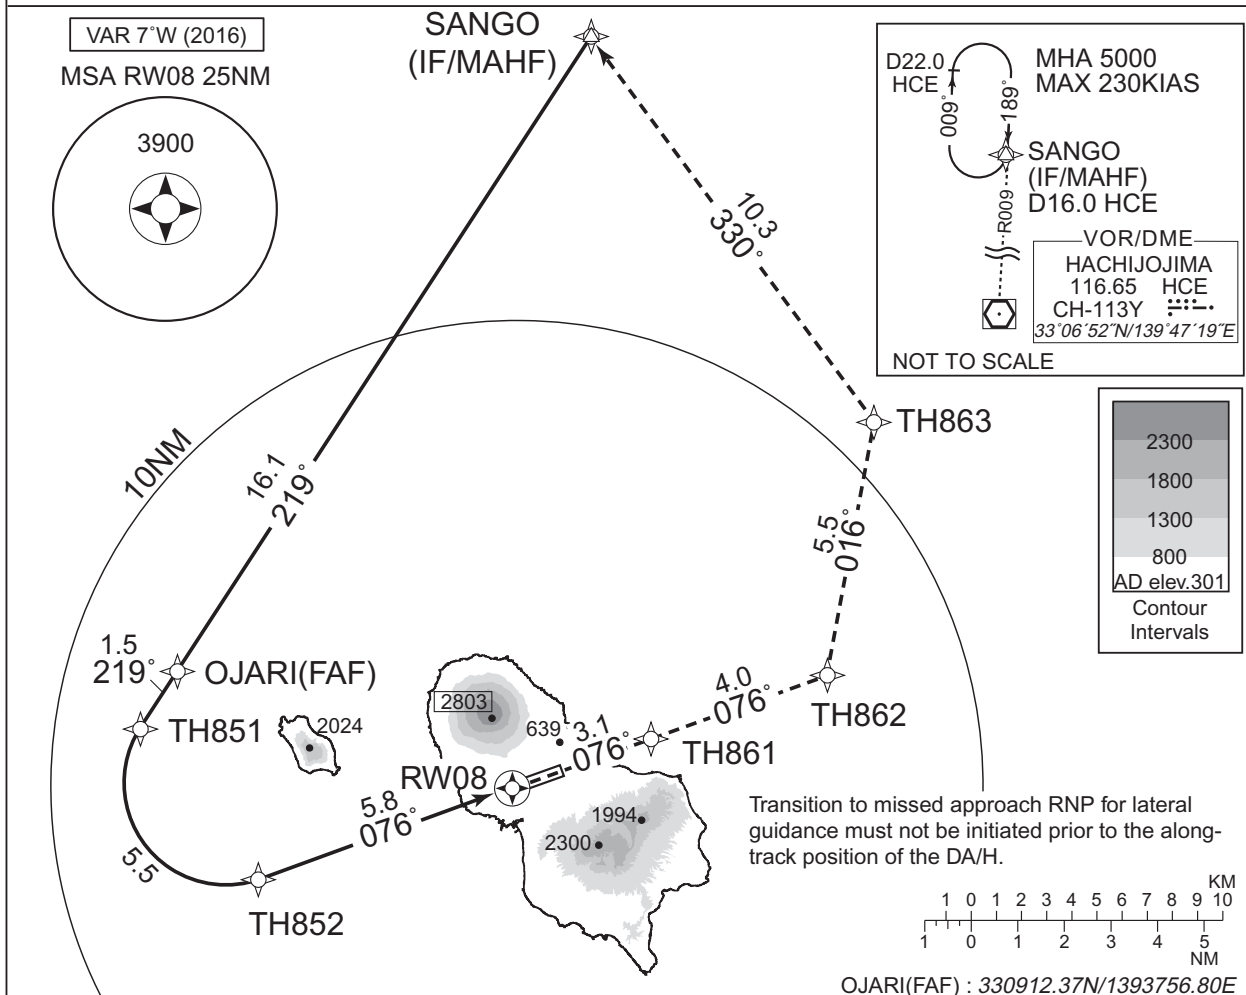 VAR 7°W (2016)
MSA RW08 25NM
3900
SANGO
(IF/MAHF)
D22.0
HCE
009°
189°
MHA 5000
MAX 230KIAS
SANGO
(IF/MAHF)
D16.0 HCE
R009
VOR/DME
HACHIJOJIMA
116.65 HCE
CH-113Y
33°06´52˝N/139°47´19˝E
NOT TO SCALE
10.3
330°
TH863
2300
1800
1300
800
AD elev.301
Contour
Intervals
10NM
16.1
219°
5.5
016°
1.5
219°
OJARI(FAF)
TH851
2024
2803
639
3.1
076°
4.0
076°
TH862
TH861
RW08
5.8
076°
1994
2300
5.5
TH852
Transition to missed approach RNP for lateral
guidance must not be initiated prior to the along-
track position of the DA/H.
KM
1 0 1 2 3 4 5 6 7 8 9 10
1 0 1 2 3 4 5
NM
OJARI(FAF) : 330912.37N/1393756.80E